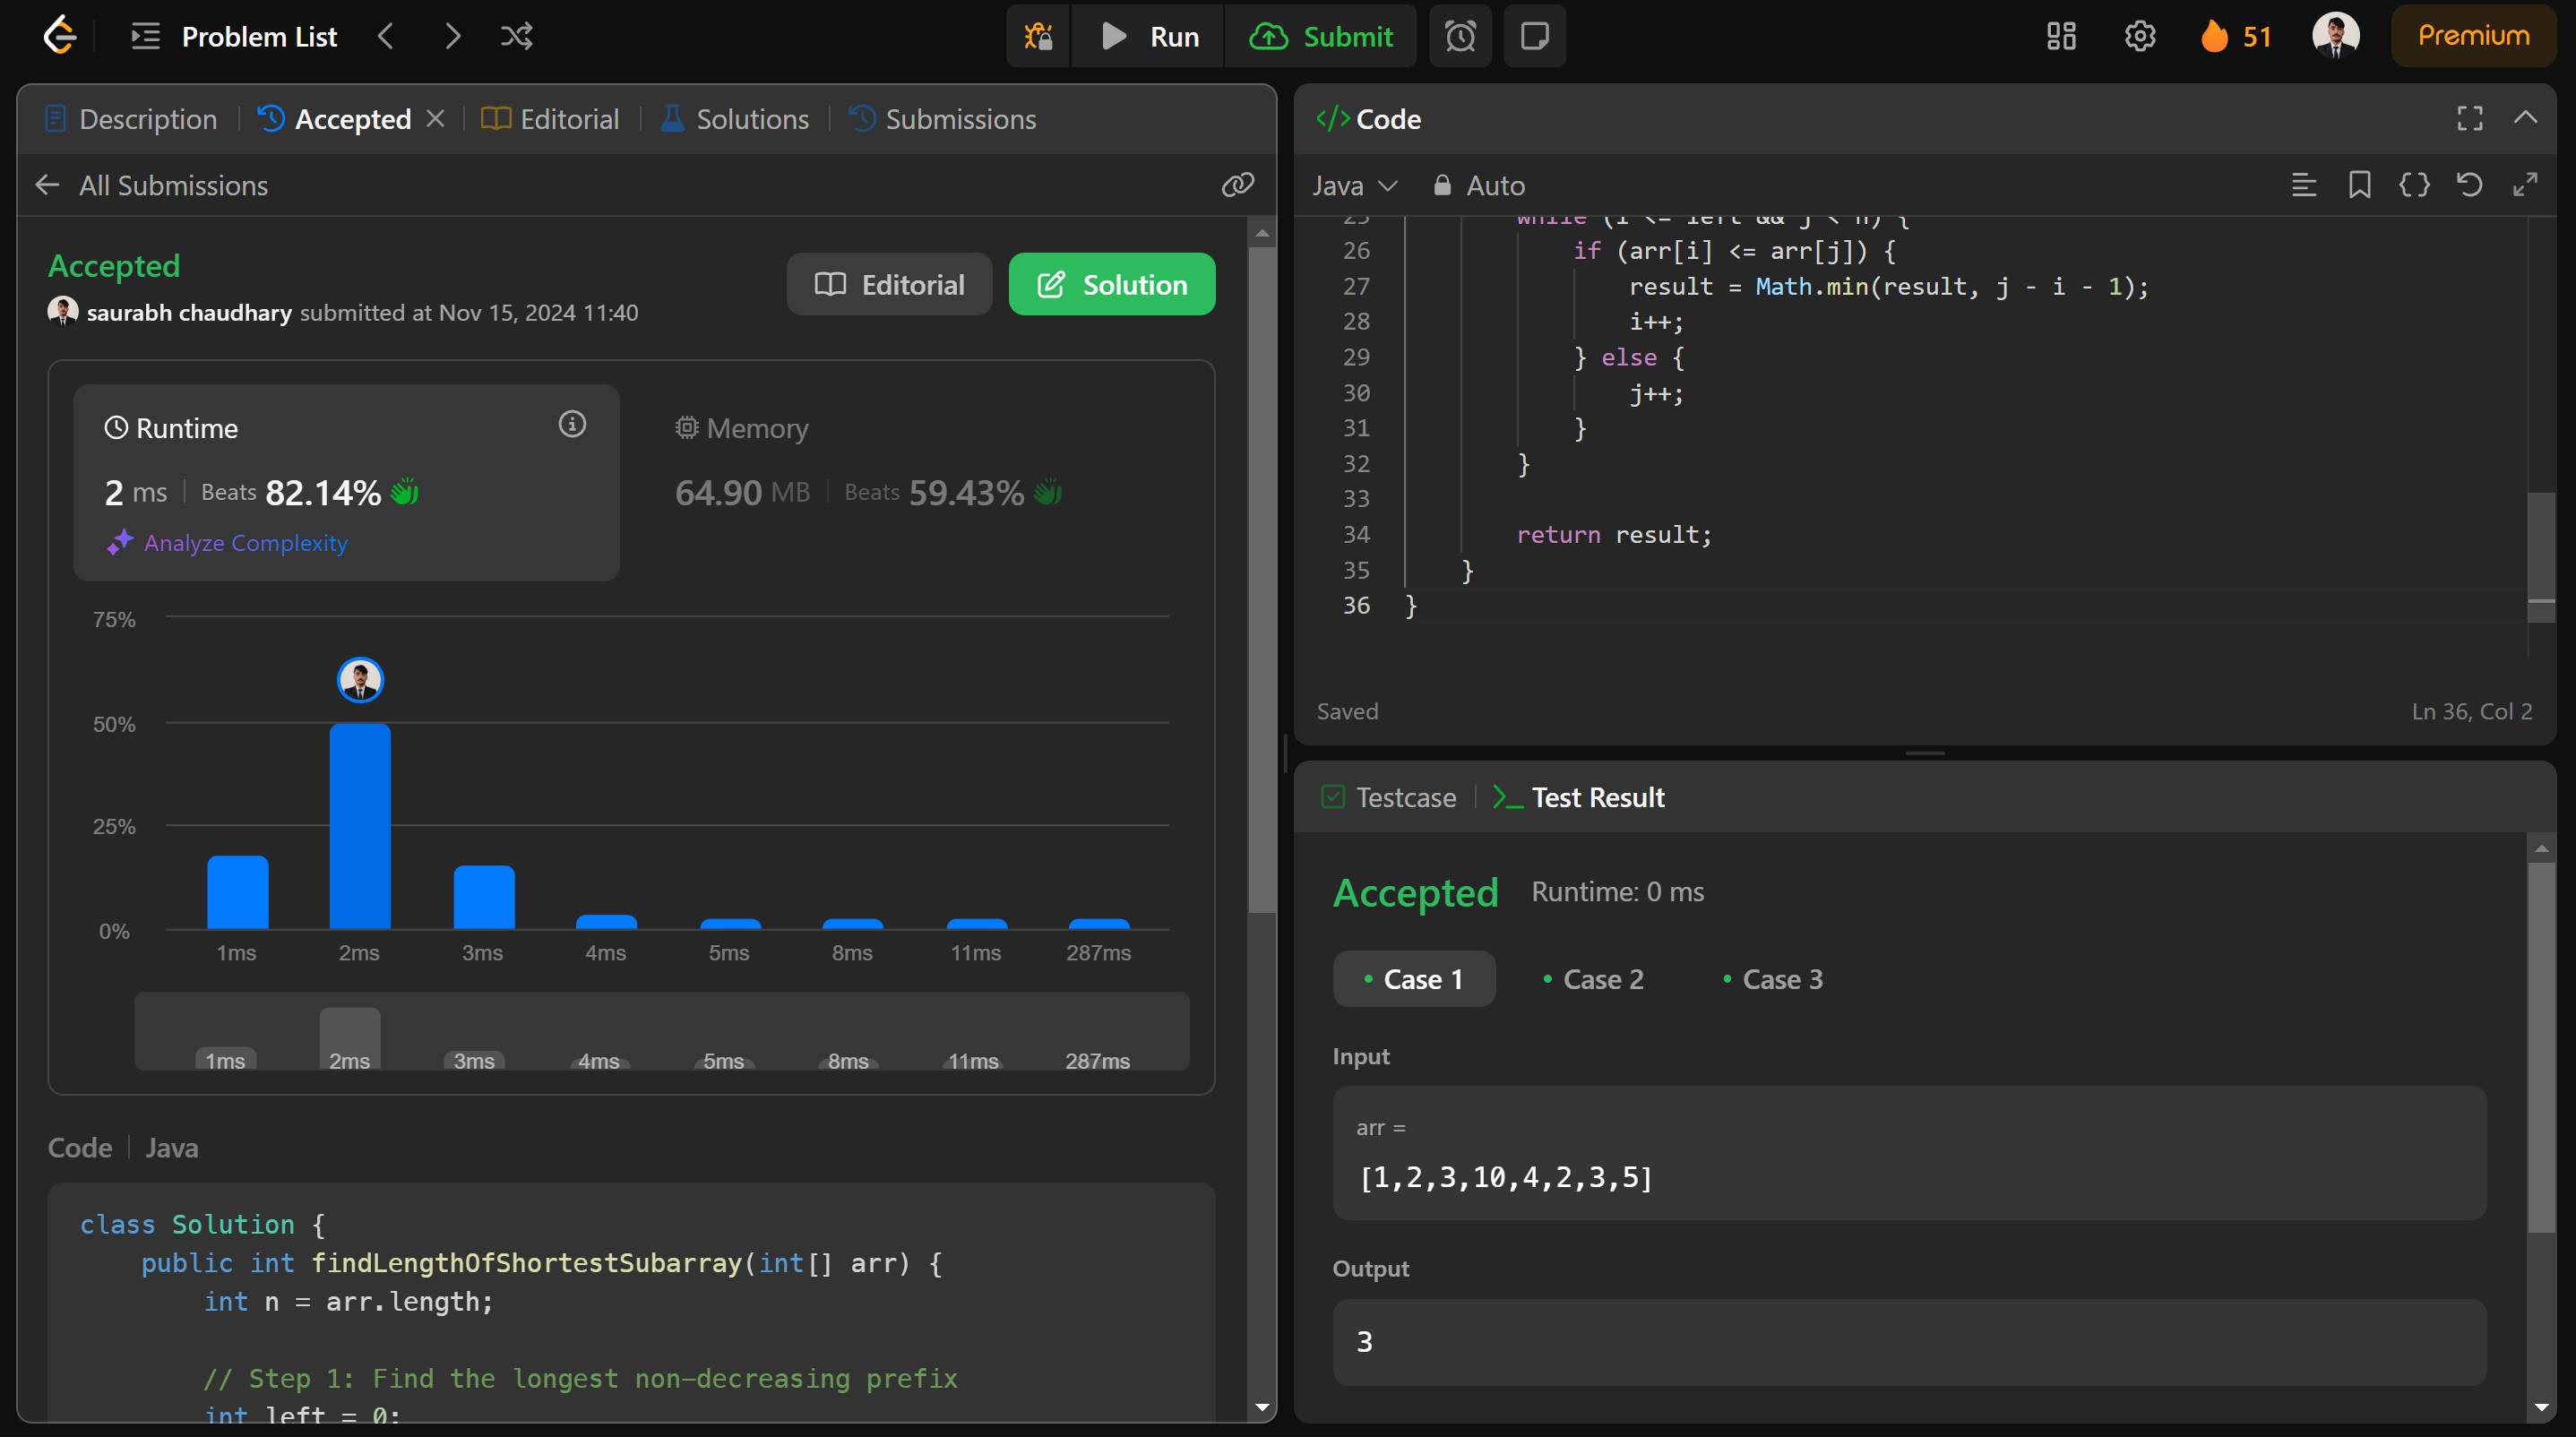 Problem List
Run
Submit
51
Premium
Description
Accepted
Editorial
Solutions
Submissions
All Submissions
Accepted
saurabh chaudhary submitted at Nov 15, 2024 11:40
Editorial
Solution
Runtime
2 ms
Beats 82.14%
Analyze Complexity
Memory
64.90 MB
Beats 59.43%
75%
50%
25%
0%
1ms 2ms 3ms 4ms 5ms 8ms 11ms 287ms
1ms 2ms 3ms 4ms 5ms 8ms 11ms 287ms
Code
Java
class Solution {
public int findLengthOfShortestSubarray(int[] arr) {
int n = arr.length;
// Step 1: Find the longest non-decreasing prefix
int left = 0;
</> Code
Java
Auto
25 while (i <= left && j < n) {
26 if (arr[i] <= arr[j]) {
27 result = Math.min(result, j - i - 1);
28 i++;
29 } else {
30 j++;
31 }
32 }
33
34 return result;
35 }
36 }
Saved
Ln 36, Col 2
Testcase
Test Result
Accepted
Runtime: 0 ms
Case 1
Case 2
Case 3
Input
arr =
[1,2,3,10,4,2,3,5]
Output
3